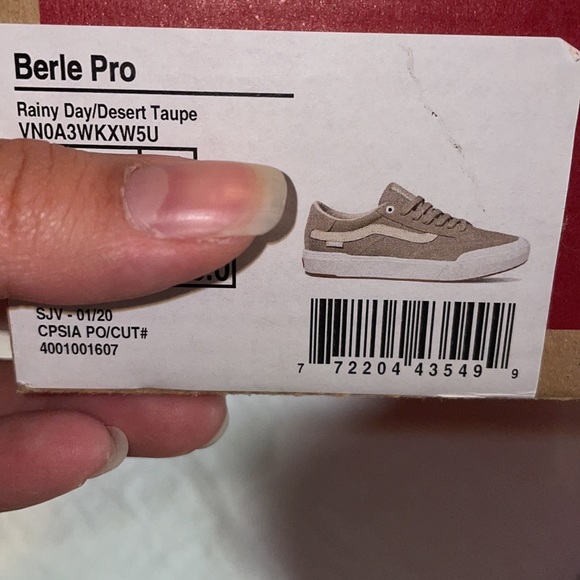 Berle Pro
Rainy Day/Desert Taupe
VN0A3WKXW5U
SJV - 01/20
CPSIA PO/CUT#
4001001607
7 72204 43549 9